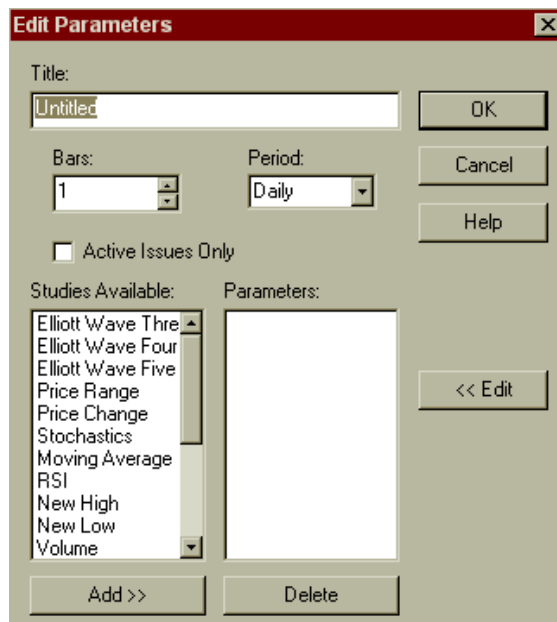 Edit Parameters
Title:
Untitled
OK
Bars:
Period:
Cancel
1
Daily
Help
Active Issues Only
Studies Available:
Parameters:
Elliott Wave Thre
Elliott Wave Four
Elliott Wave Five
Price Range
Price Change
<< Edit
Stochastics
Moving Average
RSI
New High
New Low
Volume
Add >>
Delete